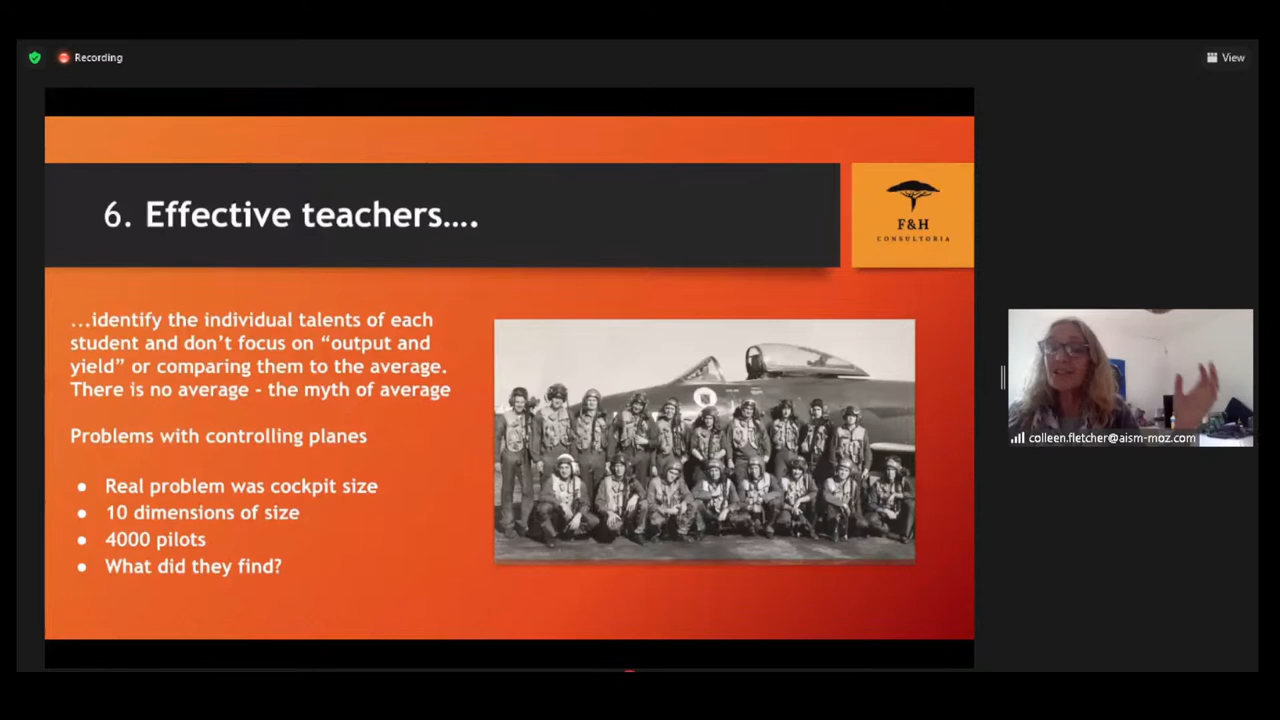 Recording
View
6. Effective teachers....
F&H
CONSULTORIA
...identify the individual talents of each
student and don't focus on “output and
yield” or comparing them to the average.
There is no average - the myth of average
Problems with controlling planes
● Real problem was cockpit size
● 10 dimensions of size
● 4000 pilots
● What did they find?
colleen.fletcher@aism-moz.com